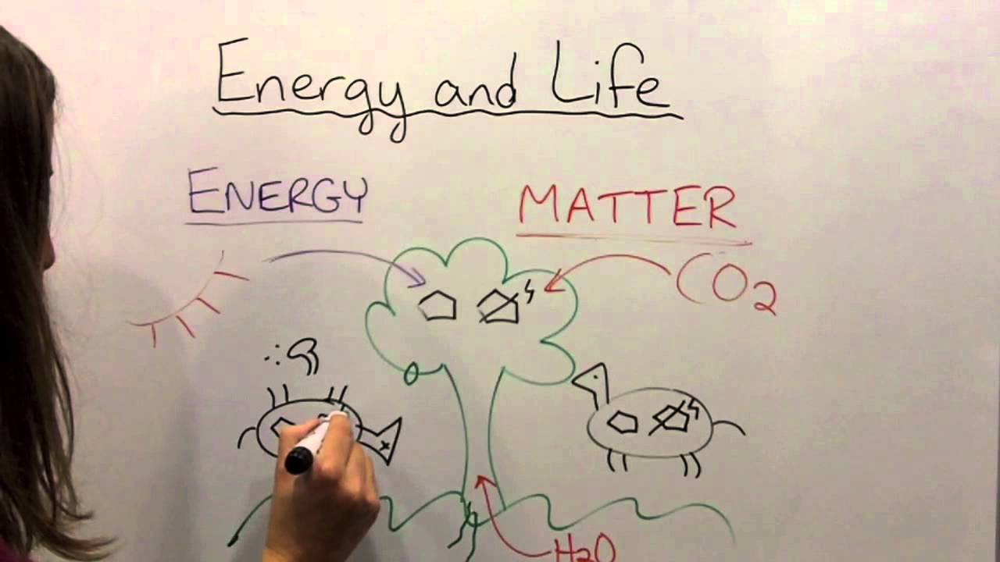 Energy and Life
ENERGY
MATTER
CO2
H2O